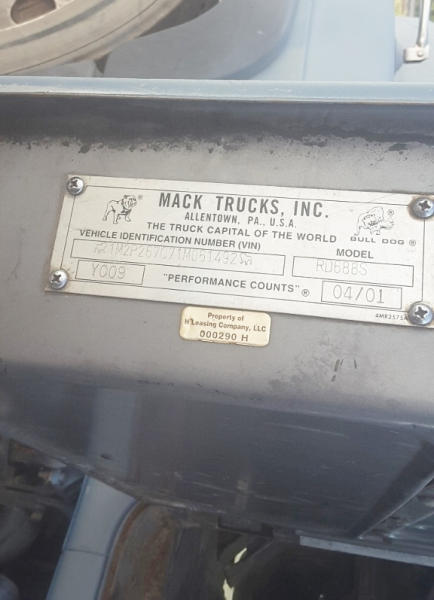 MACK TRUCKS, INC.
ALLENTOWN, PA., U.S.A.
THE TRUCK CAPITAL OF THE WORLD
BULL DOG ®
VEHICLE IDENTIFICATION NUMBER (VIN)
MODEL
RD688S
Y009
"PERFORMANCE COUNTS"®
04/01
Property of
Leasing Company, LLC
000290 H